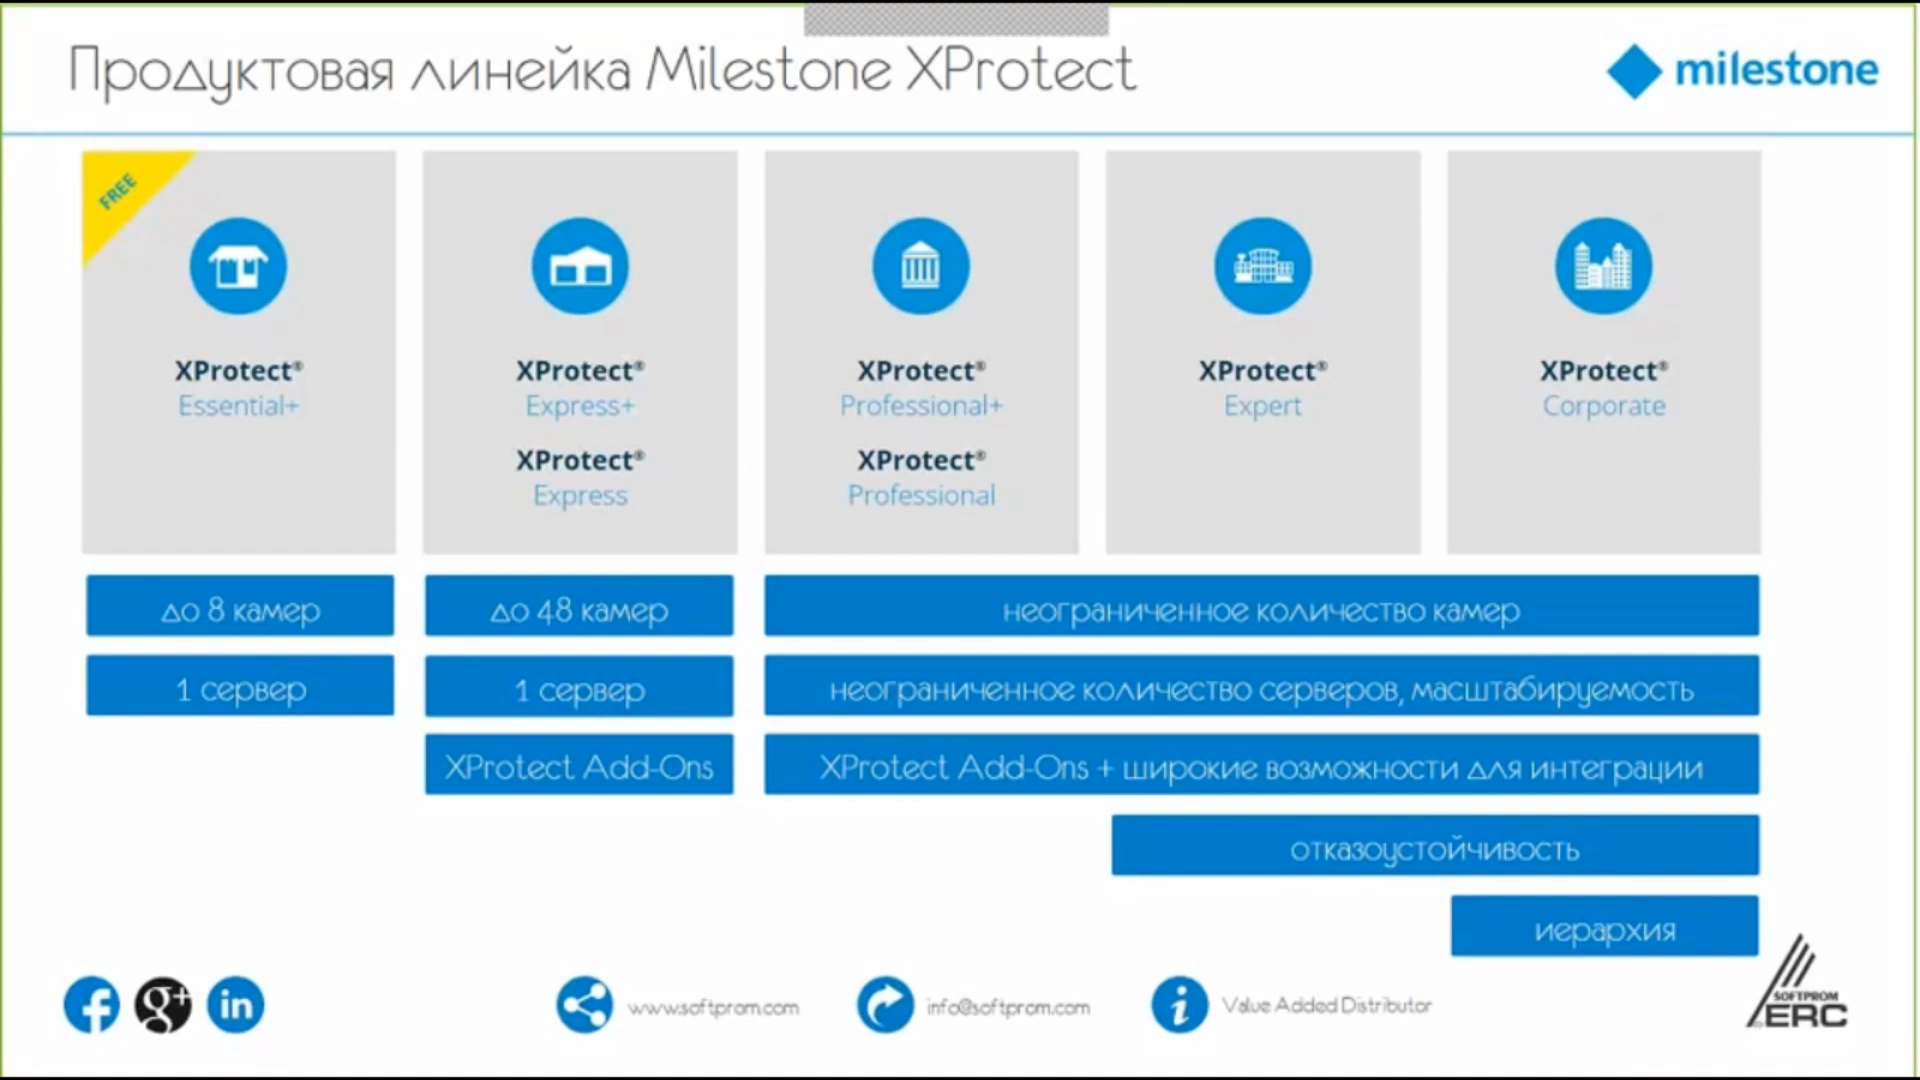 Продуктовая линейка Milestone XProtect
milestone
FREE
XProtect®
Essential+
XProtect®
Express+
XProtect®
Express
XProtect®
Professional+
XProtect®
Professional
XProtect®
Expert
XProtect®
Corporate
до 8 камер
до 48 камер
неограниченное количество камер
1 сервер
1 сервер
неограниченное количество серверов, масштабируемость
XProtect Add-Ons
XProtect Add-Ons + широкие возможности для интеграции
отказоустойчивость
иерархия
www.softprom.com
info@softprom.com
Value Added Distributor
SOFTPROM
ERC